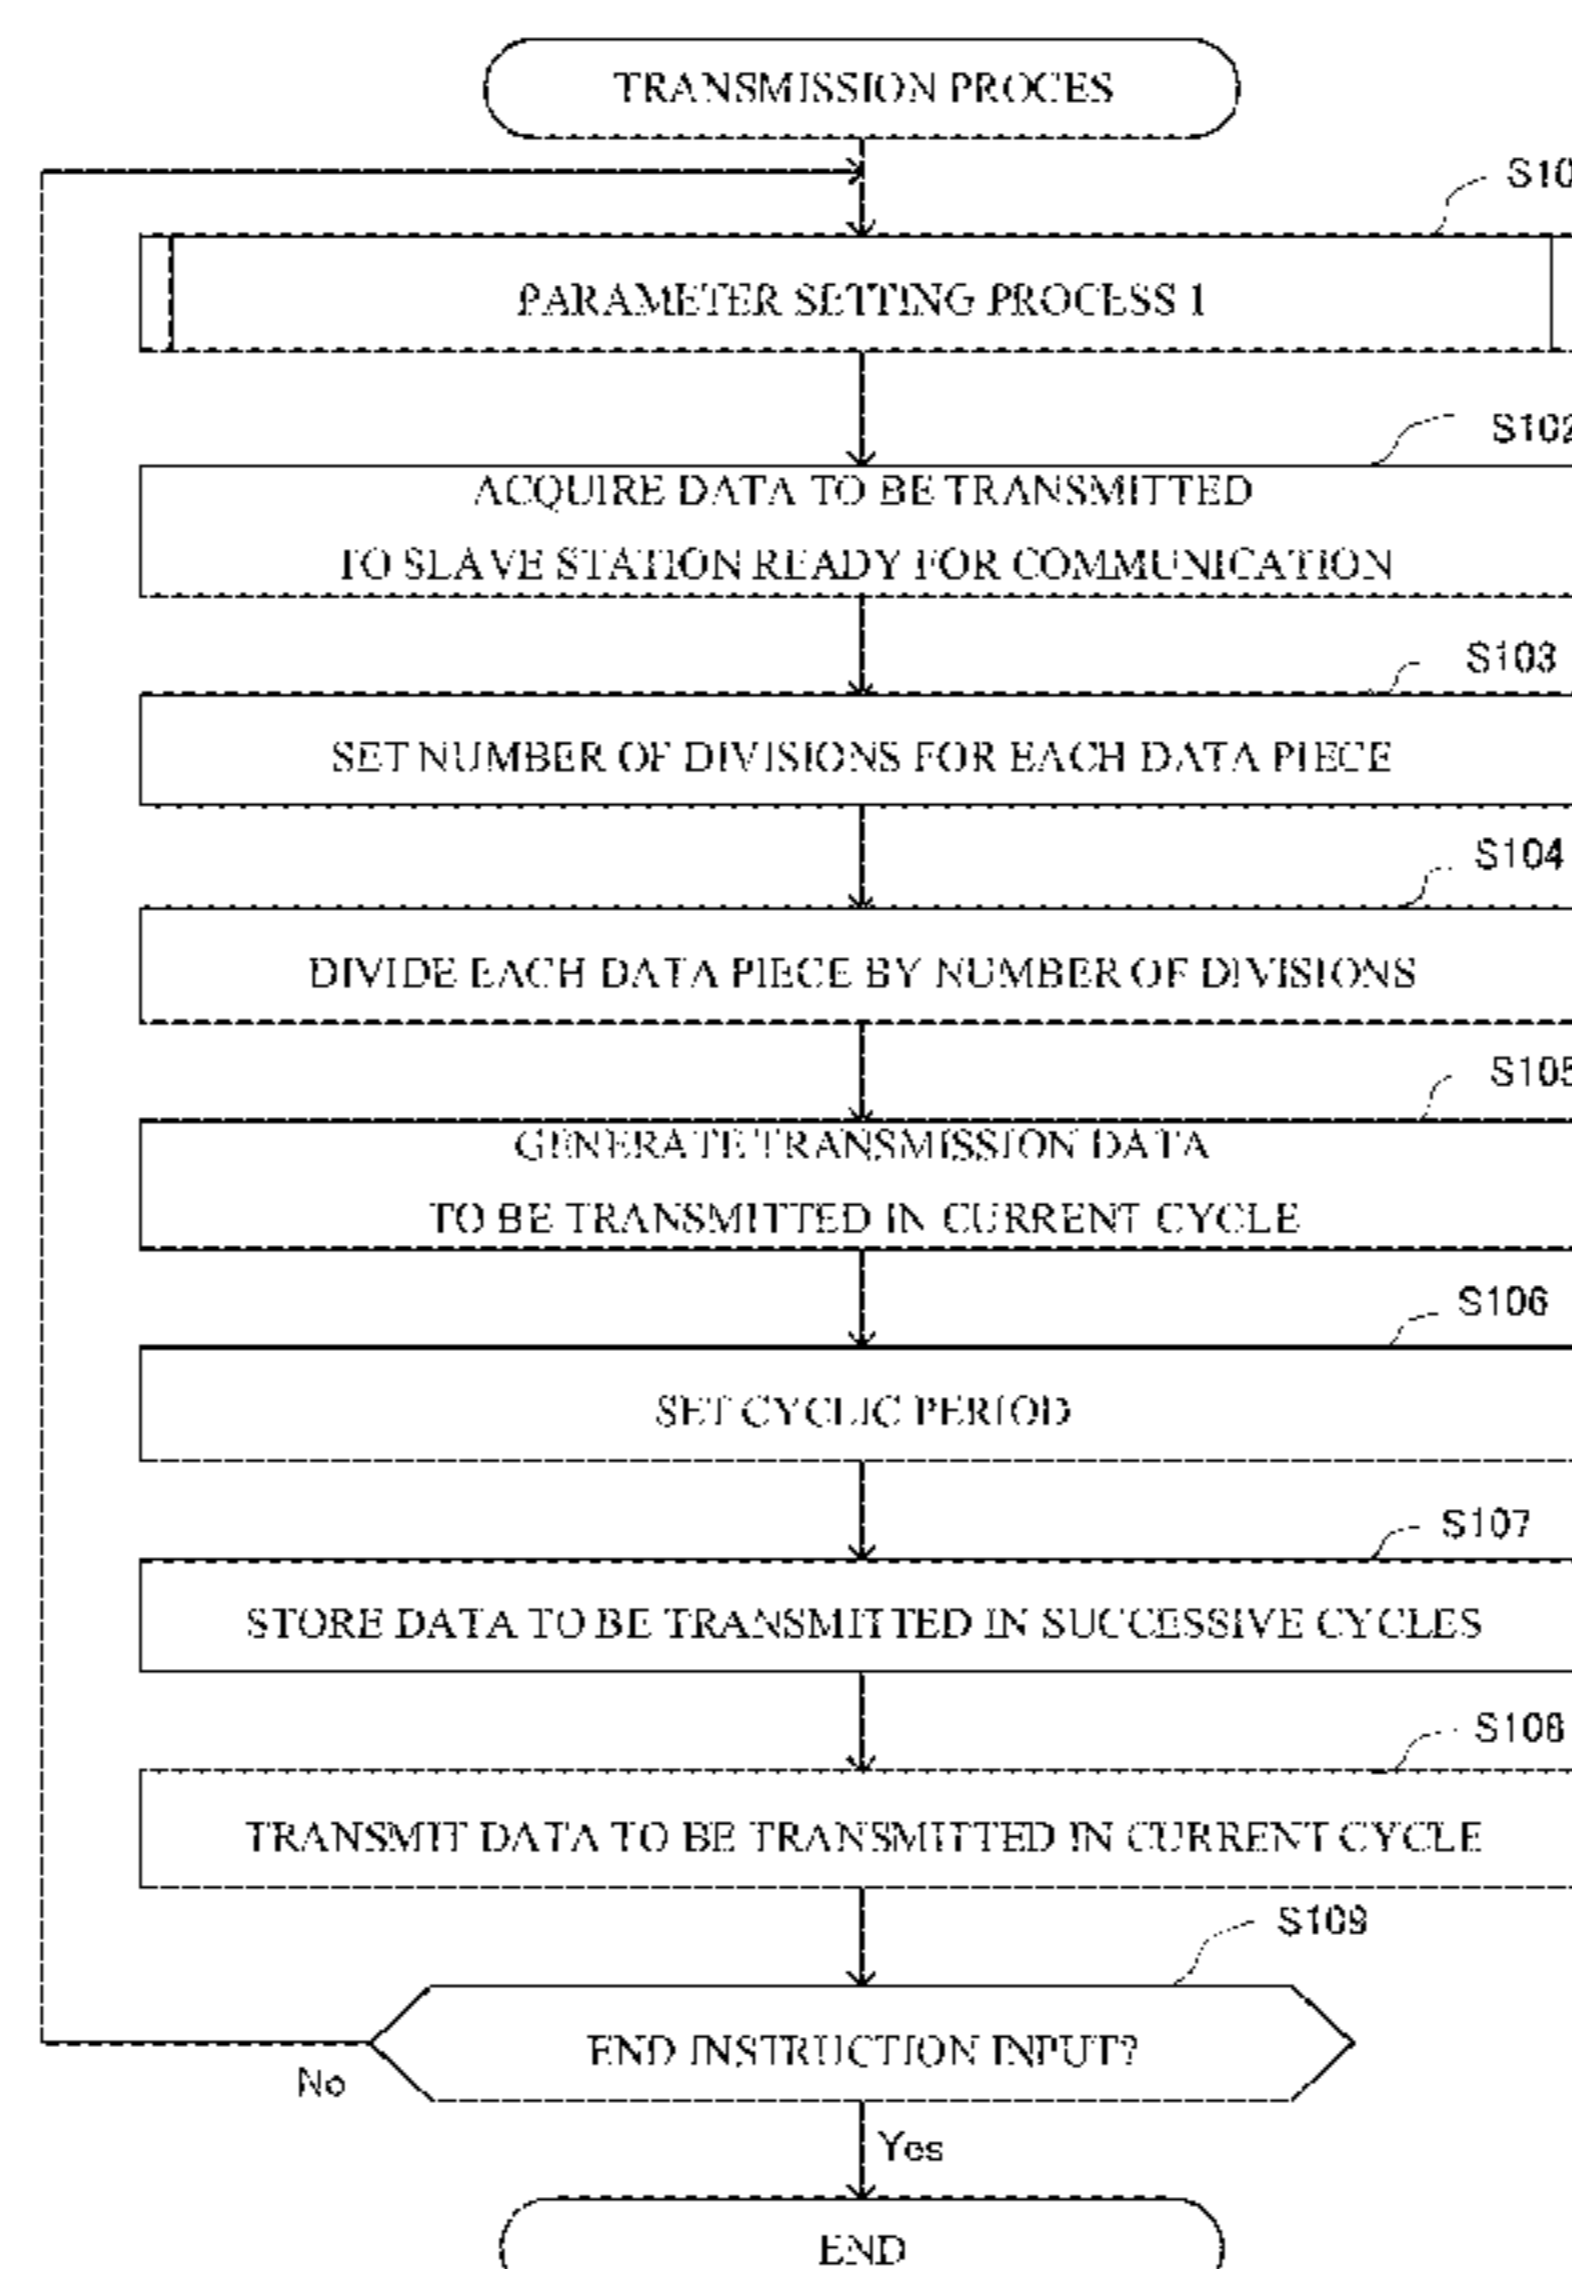 TRANSMISSION PROCES
S10
PARAMETER SETTING PROCESS 1
S102
ACQUIRE DATA TO BE TRANSMITTED
TO SLAVE STATION READY FOR COMMUNICATION
S103
SET NUMBER OF DIVISIONS FOR EACH DATA PIECE
S104
DIVIDE EACH DATA PIECE BY NUMBER OF DIVISIONS
S105
GENERATE TRANSMISSION DATA
TO BE TRANSMITTED IN CURRENT CYCLE
S106
SET CYCLIC PERIOD
S107
STORE DATA TO BE TRANSMITTED IN SUCCESSIVE CYCLES
S108
TRANSMIT DATA TO BE TRANSMITTED IN CURRENT CYCLE
S109
END INSTRUCTION INPUT?
No
Yes
END